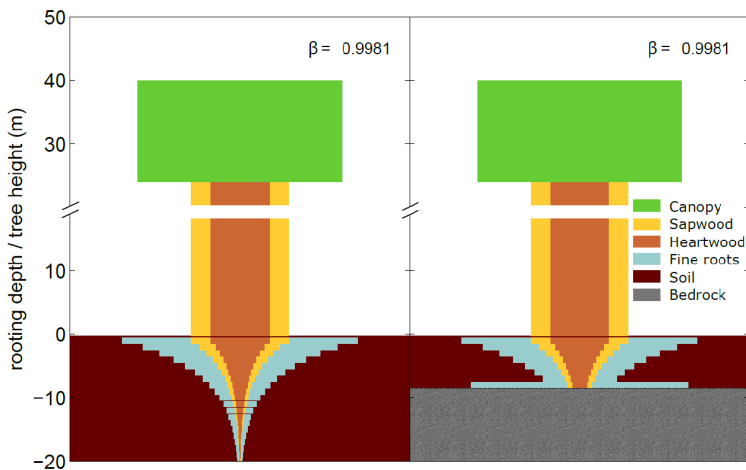 50
40
30
10
0
−10
−20
rooting depth / tree height (m)
β = 0.9981
β = 0.9981
Canopy
Sapwood
Heartwood
Fine roots
Soil
Bedrock